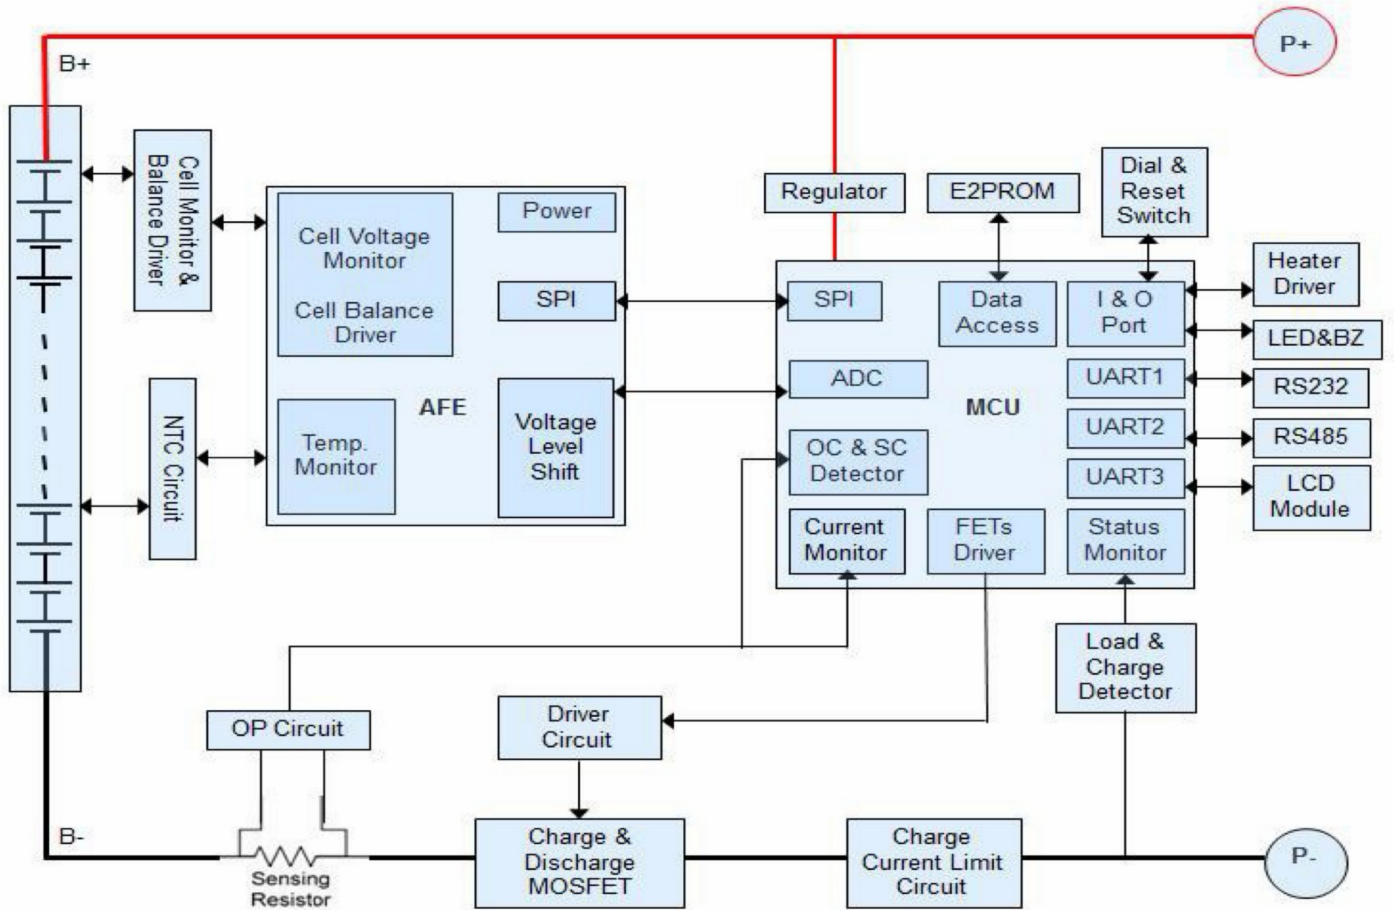 P+
B+
Cell Monitor &
Balance Driver
Cell Voltage
Monitor
Cell Balance
Driver
Power
SPI
AFE
Voltage
Level
Shift
Temp.
Monitor
NTC Circuit
Regulator
E2PROM
Dial &
Reset
Switch
SPI
Data
Access
I & O
Port
Heater
Driver
LED&BZ
ADC
MCU
UART1
RS232
OC & SC
Detector
UART2
RS485
UART3
LCD
Module
Current
Monitor
FETs
Driver
Status
Monitor
Load &
Charge
Detector
OP Circuit
Driver
Circuit
B-
Sensing
Resistor
Charge &
Discharge
MOSFET
Charge
Current Limit
Circuit
P-